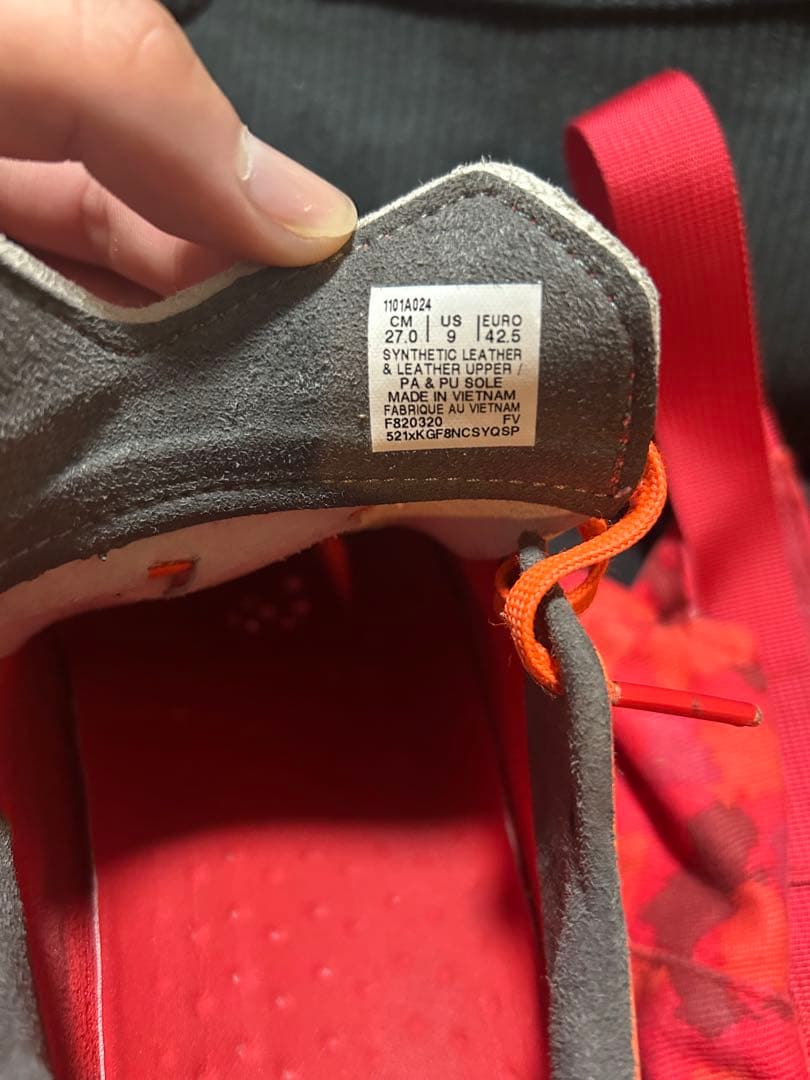 1101A024
CM | US | EURO
27.0 | 9 | 42.5
SYNTHETIC LEATHER
& LEATHER UPPER /
PA & PU SOLE
MADE IN VIETNAM
FABRIQUE AU VIETNAM
F820320 FV
521xKGF8NCSYQSP